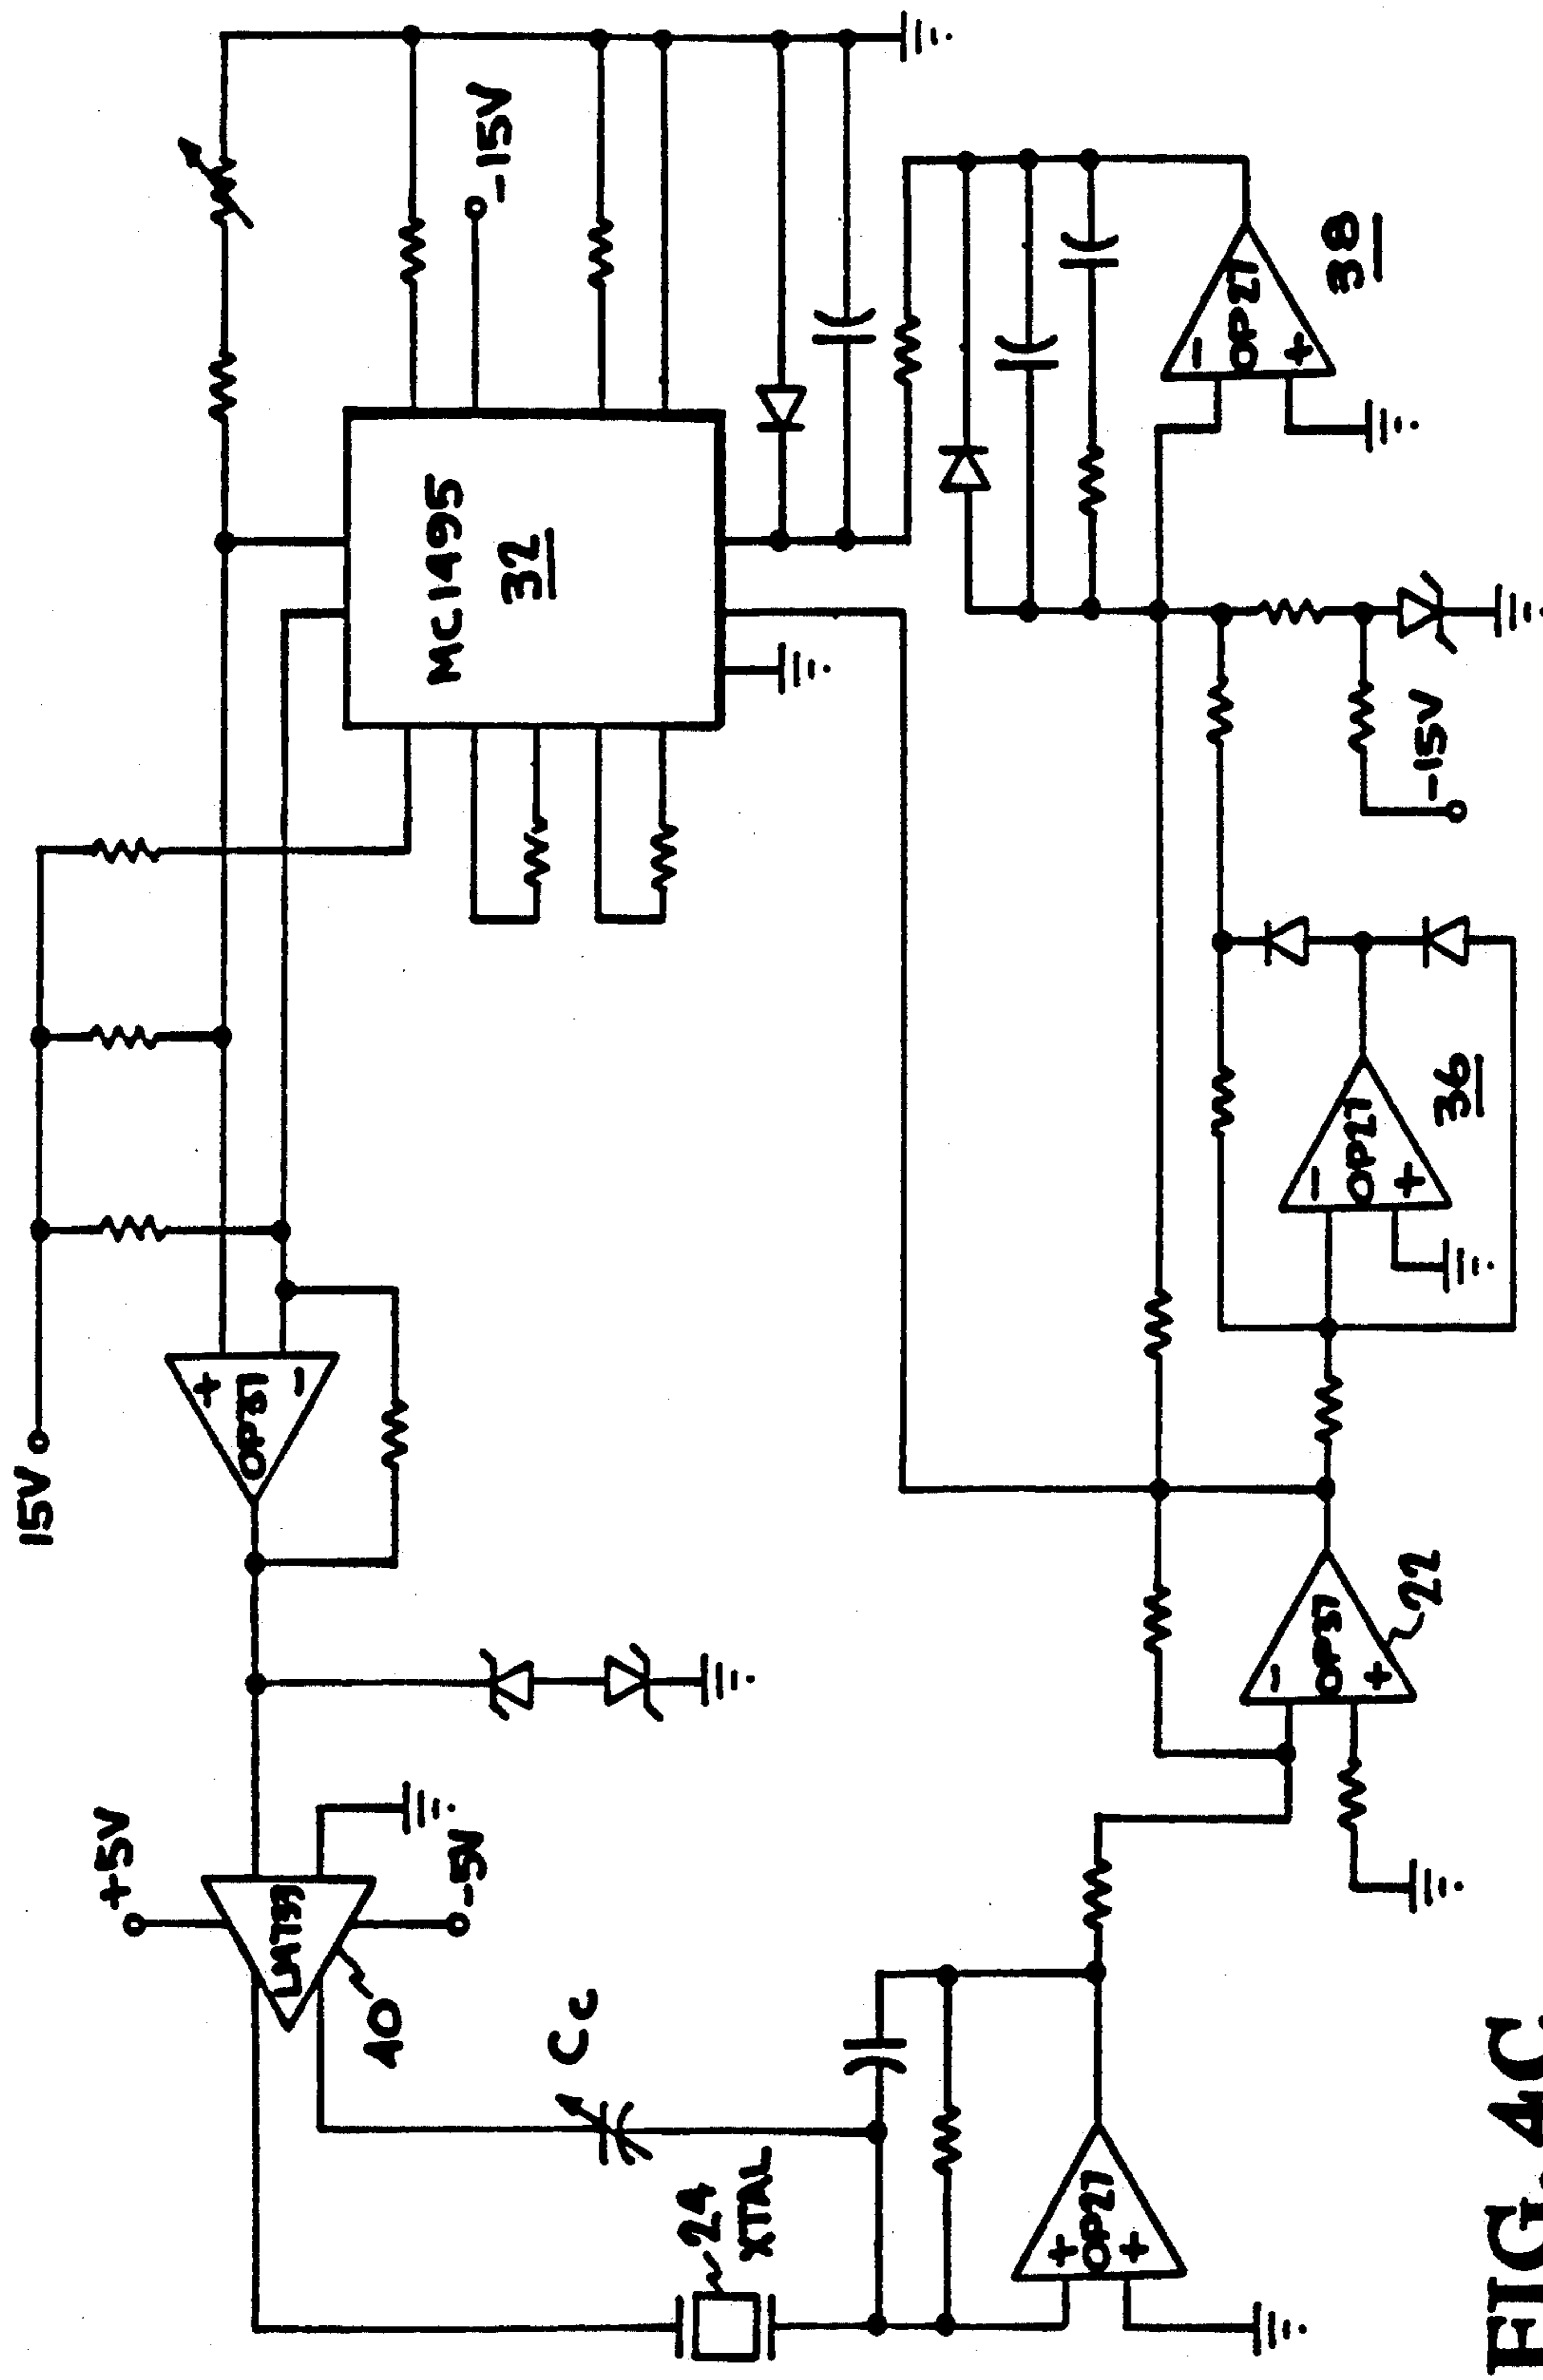 15V
+5V
-5V
LM733
40
OP37
+
-
MC1495
32
-15V
Cc
24
XTAL
+
OP27
+
-
OP37
+
22
-
OP27
+
36
-15V
-
OP27
+
38
FIG. 4C